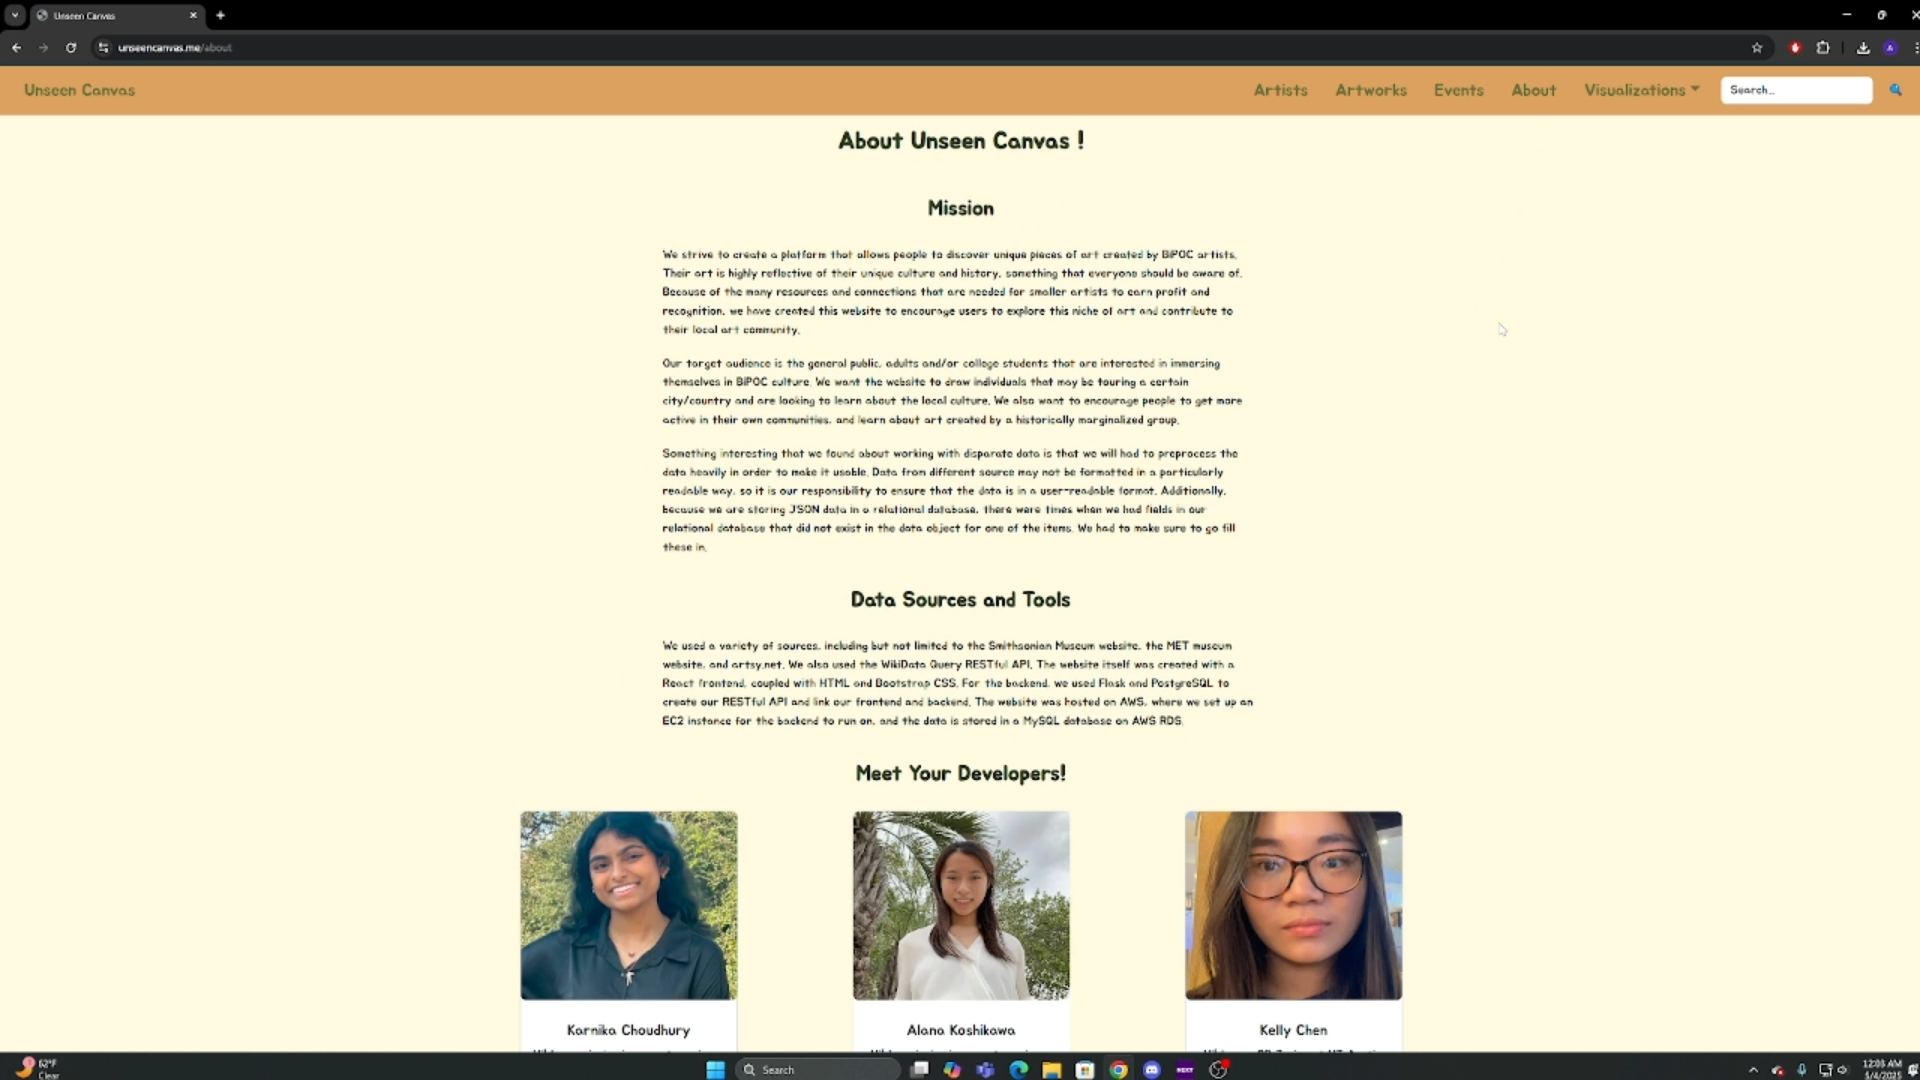 Unseen Canvas
unseencanvas.me/about
Unseen Canvas
Artists
Artworks
Events
About
Visualizations
Search..
About Unseen Canvas !
Mission
We strive to create a platform that allows people to discover unique pieces of art created by BIPOC artists.
Their art is highly reflective of their unique culture and history, something that everyone should be aware of.
Because of the many resources and connections that are needed for smaller artists to earn profit and
recognition, we have created this website to encourage users to explore this niche of art and contribute to
their local art community.
Our target audience is the general public, adults and/or college students that are interested in immersing
themselves in BIPOC culture. We want the website to draw individuals that may be touring a certain
city/country and are looking to learn about the local culture. We also want to encourage people to get more
active in their own communities, and learn about art created by a historically marginalized group.
Something interesting that we found about working with disparate data is that we will had to preprocess the
data heavily in order to make it usable. Data from different source may not be formatted in a particularly
readable way, so it is our responsibility to ensure that the data is in a user-readable format. Additionally,
because we are storing JSON data in a relational database, there were times when we had fields in our
relational database that did not exist in the data object for one of the items. We had to make sure to go fill
these in.
Data Sources and Tools
We used a variety of sources, including but not limited to the Smithsonian Museum website, the MET museum
website, and artsy.net. We also used the WikiData Query RESTful API. The website itself was created with a
React frontend, coupled with HTML and Bootstrap CSS. For the backend, we used Flask and PostgreSQL to
create our RESTful API and link our frontend and backend. The website was hosted on AWS, where we set up an
EC2 instance for the backend to run on, and the data is stored in a MySQL database on AWS RDS.
Meet Your Developers!
Karnika Choudhury
Alana Koshikawa
Kelly Chen
62°F
Clear
Search
NEXT
12:03 AM
5/4/2025